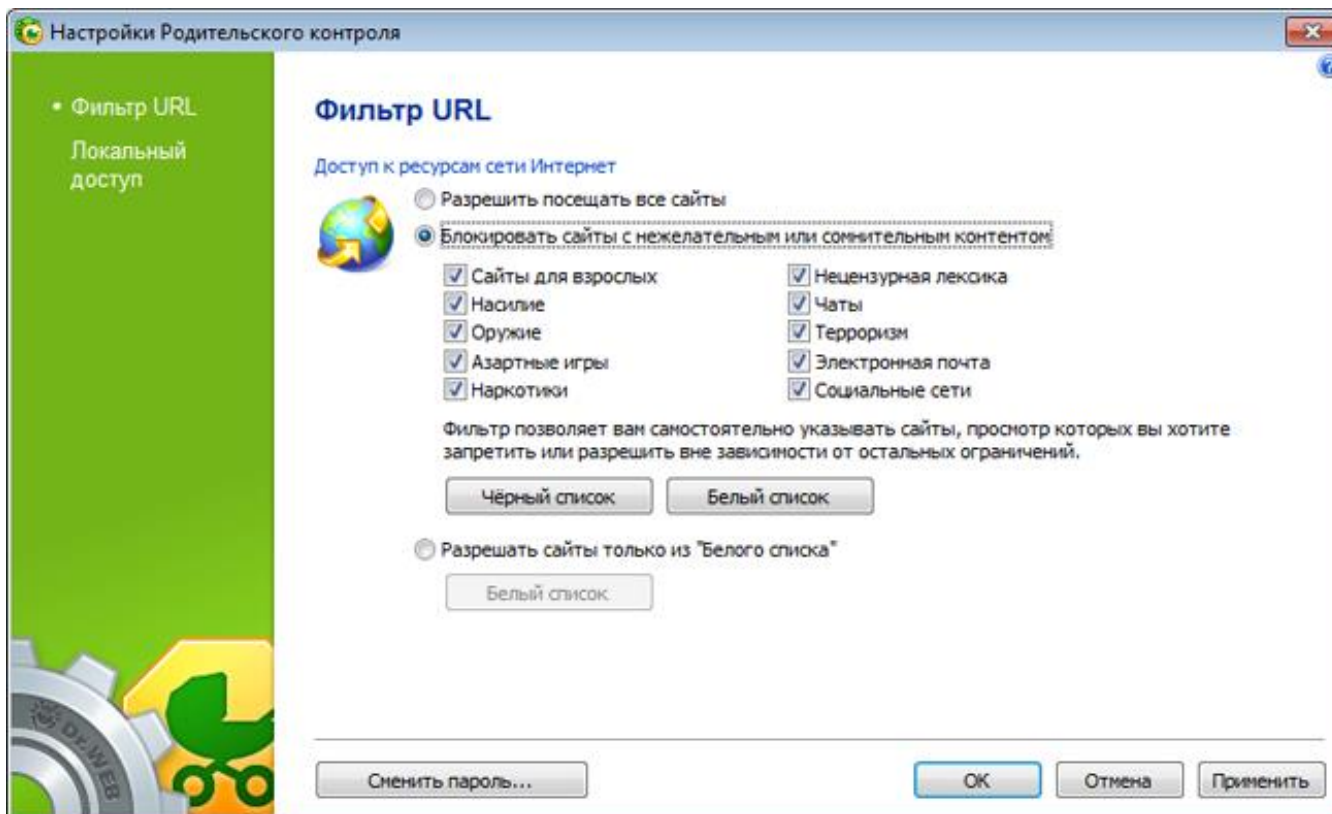 Настройки Родительского контроля
• Фильтр URL
Локальный
доступ
Фильтр URL
Доступ к ресурсам сети Интернет
Разрешить посещать все сайты
Блокировать сайты с нежелательным или сомнительным контентом
Сайты для взрослых
Нецензурная лексика
Насилие
Чаты
Оружие
Терроризм
Азартные игры
Электронная почта
Наркотики
Социальные сети
Фильтр позволяет вам самостоятельно указывать сайты, просмотр которых вы хотите
запретить или разрешить вне зависимости от остальных ограничений.
Чёрный список
Белый список
Разрешать сайты только из "Белого списка"
Белый список
Dr.WEB
Сменить пароль...
OK
Отмена
Применить